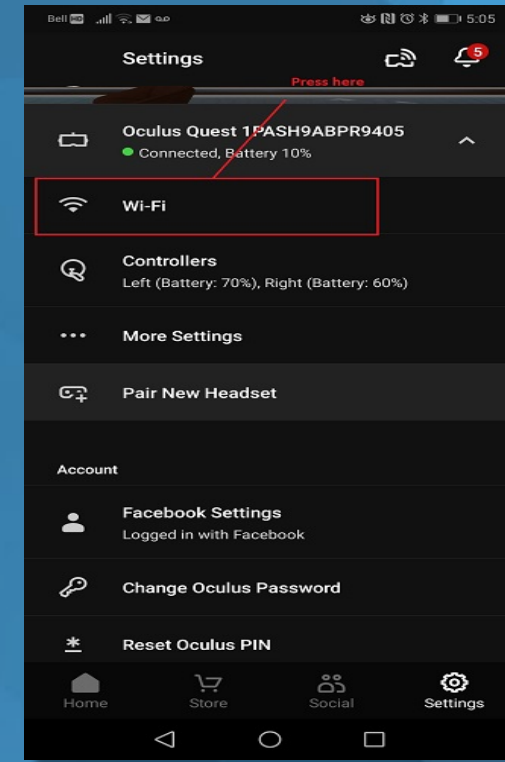 Bell HD 5:05
Settings
5
Press here
Oculus Quest 1PASH9ABPR9405
Connected, Battery 10%
Wi-Fi
Controllers
Left (Battery: 70%), Right (Battery: 60%)
More Settings
Pair New Headset
Account
Facebook Settings
Logged in with Facebook
Change Oculus Password
Reset Oculus PIN
Home Store Social Settings